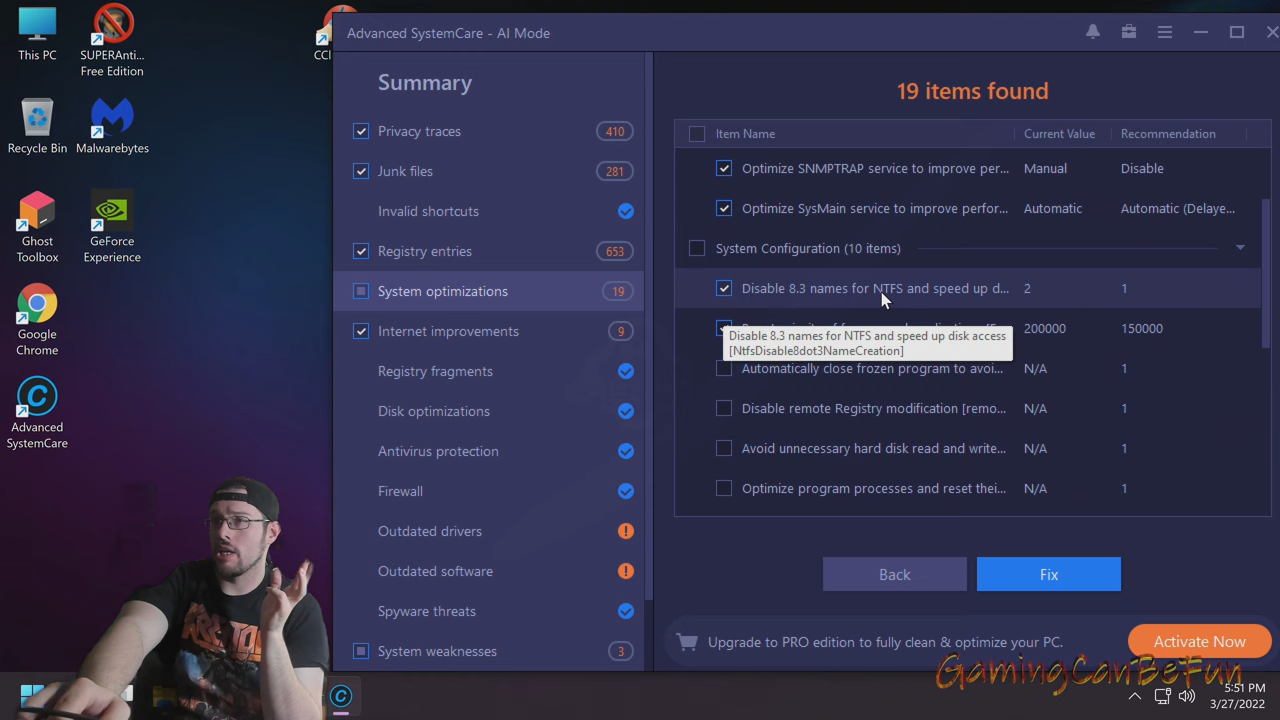 This PC
SUPERAnti...
Free Edition
CCl
Recycle Bin
Malwarebytes
Ghost
Toolbox
GeForce
Experience
Google
Chrome
Advanced
SystemCare
Advanced SystemCare - AI Mode
Summary
Privacy traces 410
Junk files 281
Invalid shortcuts
Registry entries 653
System optimizations 19
Internet improvements 9
Registry fragments
Disk optimizations
Antivirus protection
Firewall
Outdated drivers
Outdated software
Spyware threats
System weaknesses 3
19 items found
Item Name Current Value Recommendation
Optimize SNMPTRAP service to improve per... Manual Disable
Optimize SysMain service to improve perfor... Automatic Automatic (Delaye...
System Configuration (10 items)
Disable 8.3 names for NTFS and speed up d... 2 1
200000 150000
Disable 8.3 names for NTFS and speed up disk access
[NtfsDisable8dot3NameCreation]
Automatically close frozen program to avoi... N/A 1
Disable remote Registry modification [remo... N/A 1
Avoid unnecessary hard disk read and write... N/A 1
Optimize program processes and reset thei... N/A 1
Back Fix
Upgrade to PRO edition to fully clean & optimize your PC. Activate Now
GamingCanBeFun
5:51 PM
3/27/2022